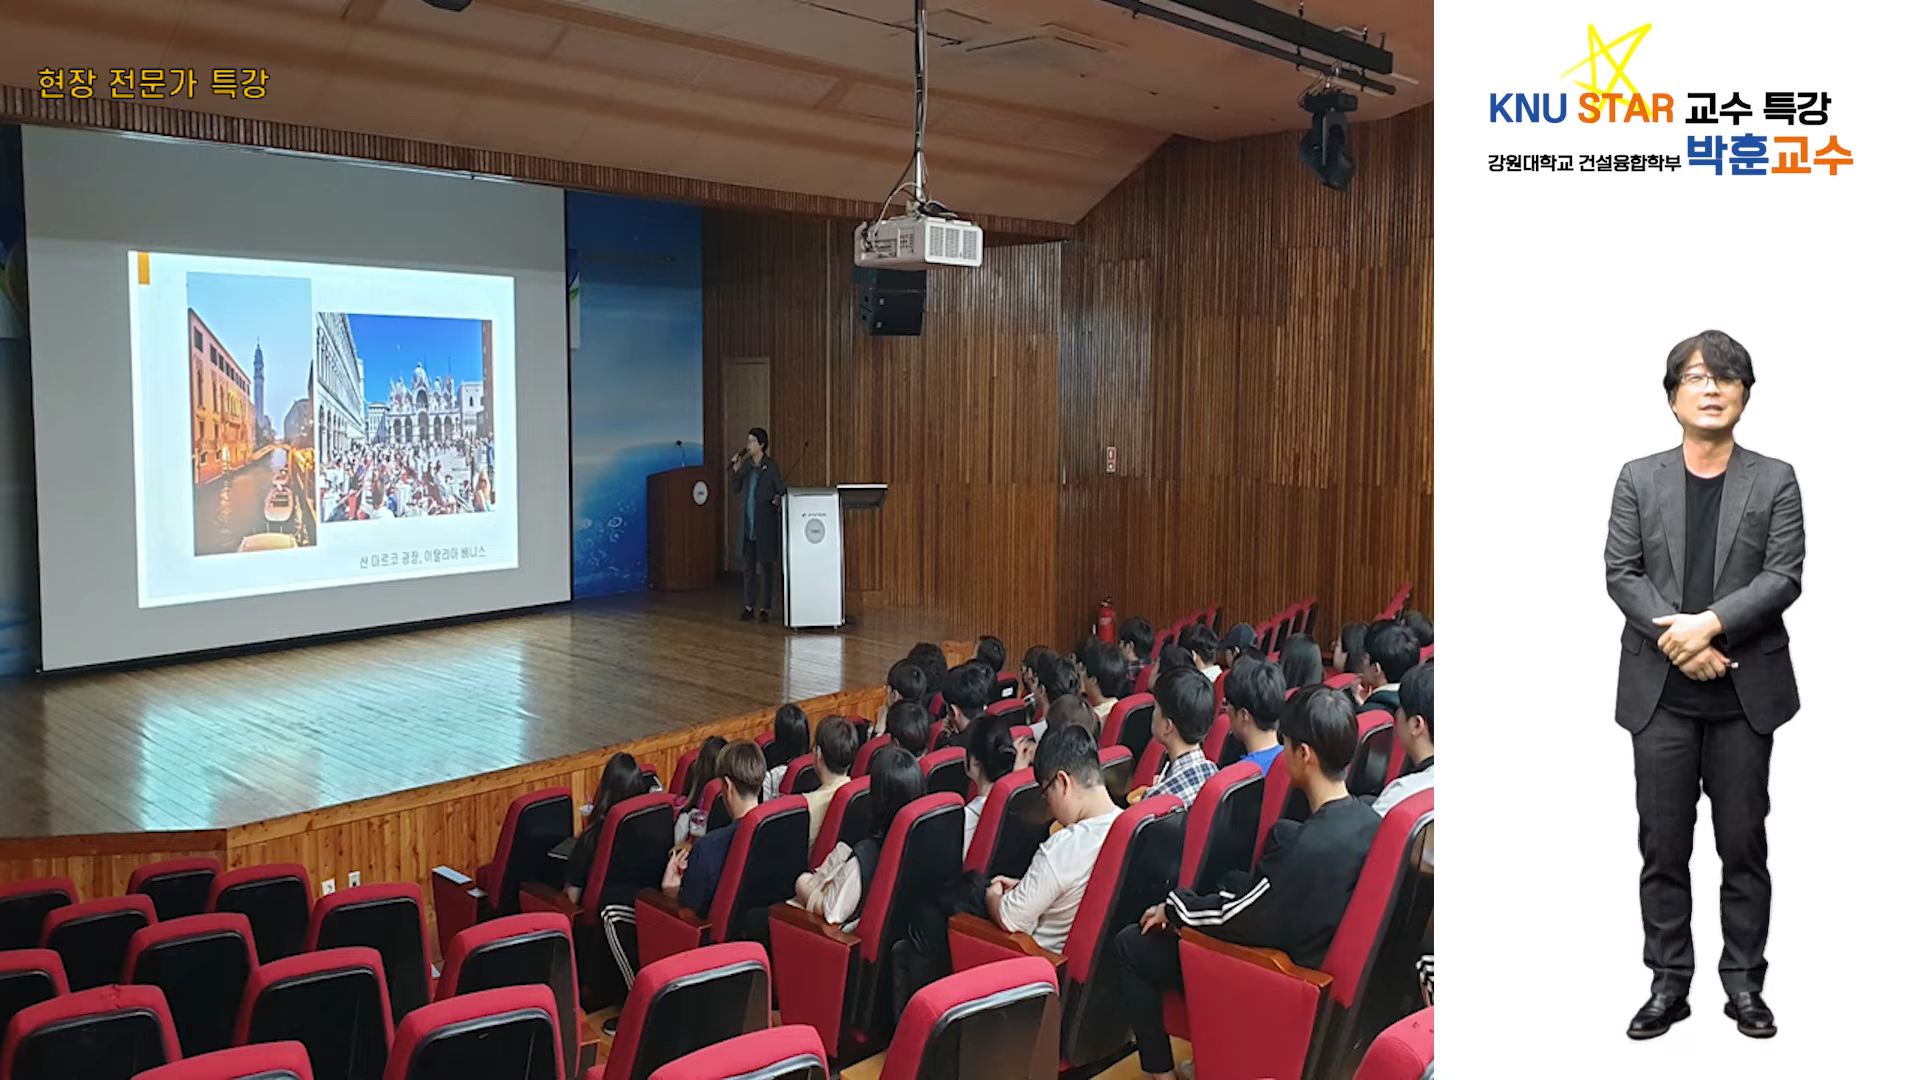 현장 전문가 특강
KNU STAR 교수 특강
강원대학교 건설융합학부 박훈교수
산 마르코 광장, 이탈리아 베니스